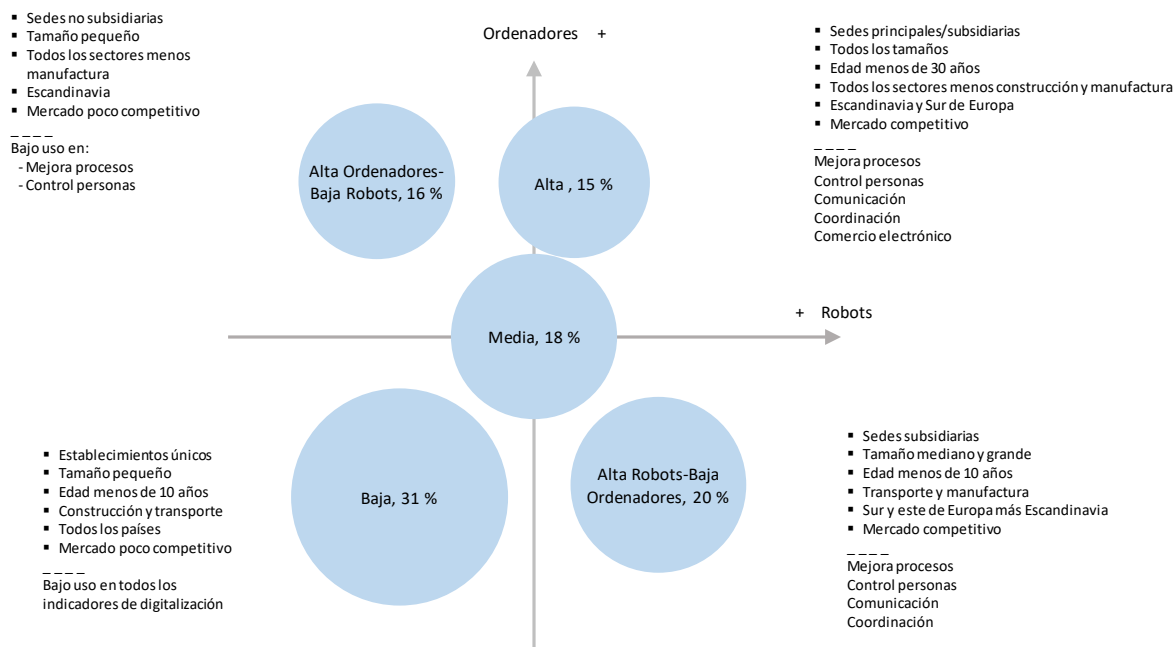 ▪ Sedes no subsidiarias
▪ Tamaño pequeño
▪ Todos los sectores menos
manufactura
▪ Escandinavia
▪ Mercado poco competitivo
_ _ _ _
Bajo uso en:
- Mejora procesos
- Control personas
Ordenadores +
▪ Sedes principales/subsidiarias
▪ Todos los tamaños
▪ Edad menos de 30 años
▪ Todos los sectores menos construcción y manufactura
▪ Escandinavia y Sur de Europa
▪ Mercado competitivo
_ _ _ _
Mejora procesos
Control personas
Comunicación
Coordinación
Comercio electrónico
Alta Ordenadores-
Baja Robots, 16 %
Alta , 15 %
+ Robots
Media, 18 %
▪ Establecimientos únicos
▪ Tamaño pequeño
▪ Edad menos de 10 años
▪ Construcción y transporte
▪ Todos los países
▪ Mercado poco competitivo
_ _ _ _
Bajo uso en todos los
indicadores de digitalización
Baja, 31 %
Alta Robots-Baja
Ordenadores, 20 %
▪ Sedes subsidiarias
▪ Tamaño mediano y grande
▪ Edad menos de 10 años
▪ Transporte y manufactura
▪ Sur y este de Europa más Escandinavia
▪ Mercado competitivo
_ _ _ _
Mejora procesos
Control personas
Comunicación
Coordinación